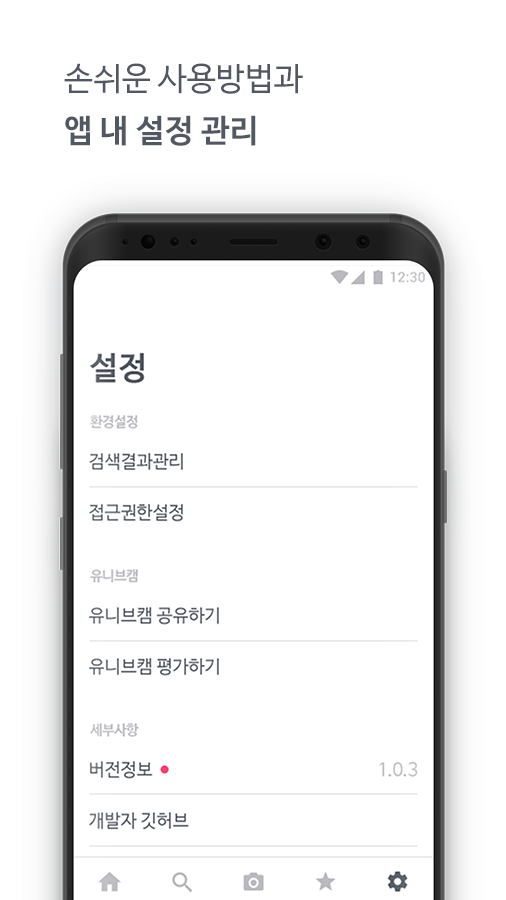 손쉬운 사용방법과
앱 내 설정 관리
12:30
설정
환경설정
검색결과관리
접근권한설정
유니브캠
유니브캠 공유하기
유니브캠 평가하기
세부사항
버전정보 1.0.3
개발자 깃허브